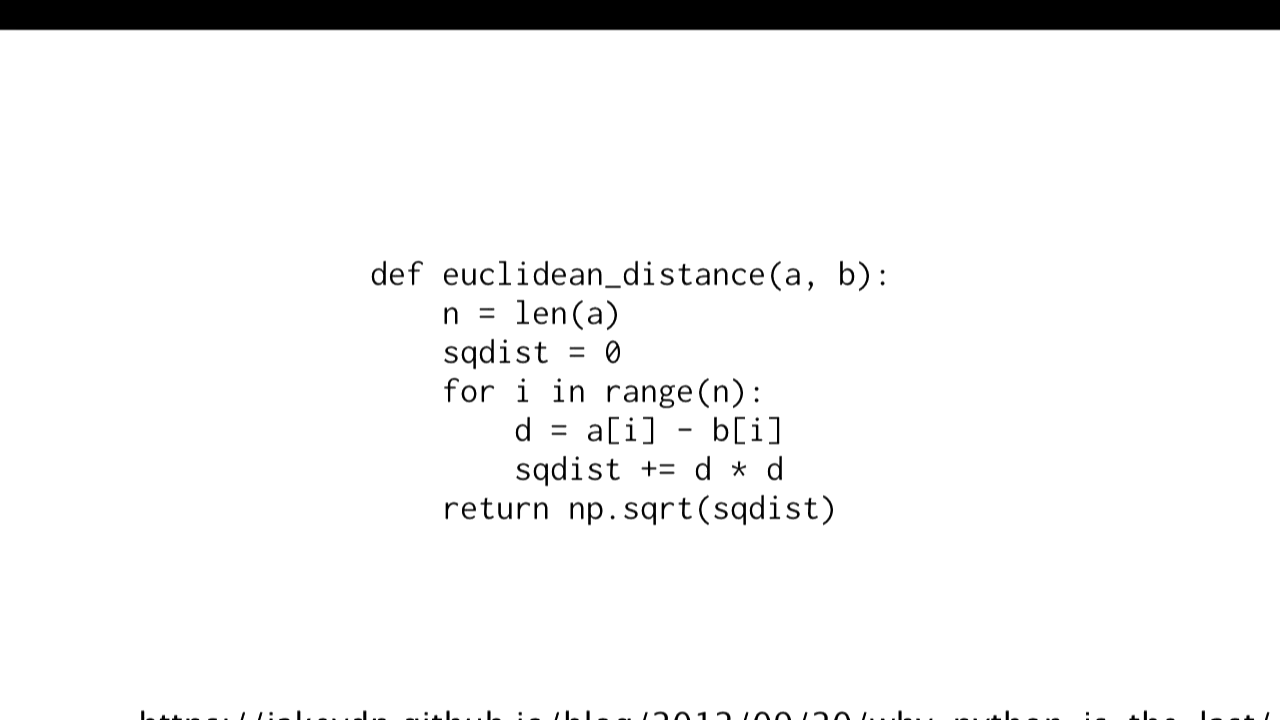 def euclidean_distance(a, b):
    n = len(a)
    sqdist = 0
    for i in range(n):
        d = a[i] - b[i]
        sqdist += d * d
    return np.sqrt(sqdist)